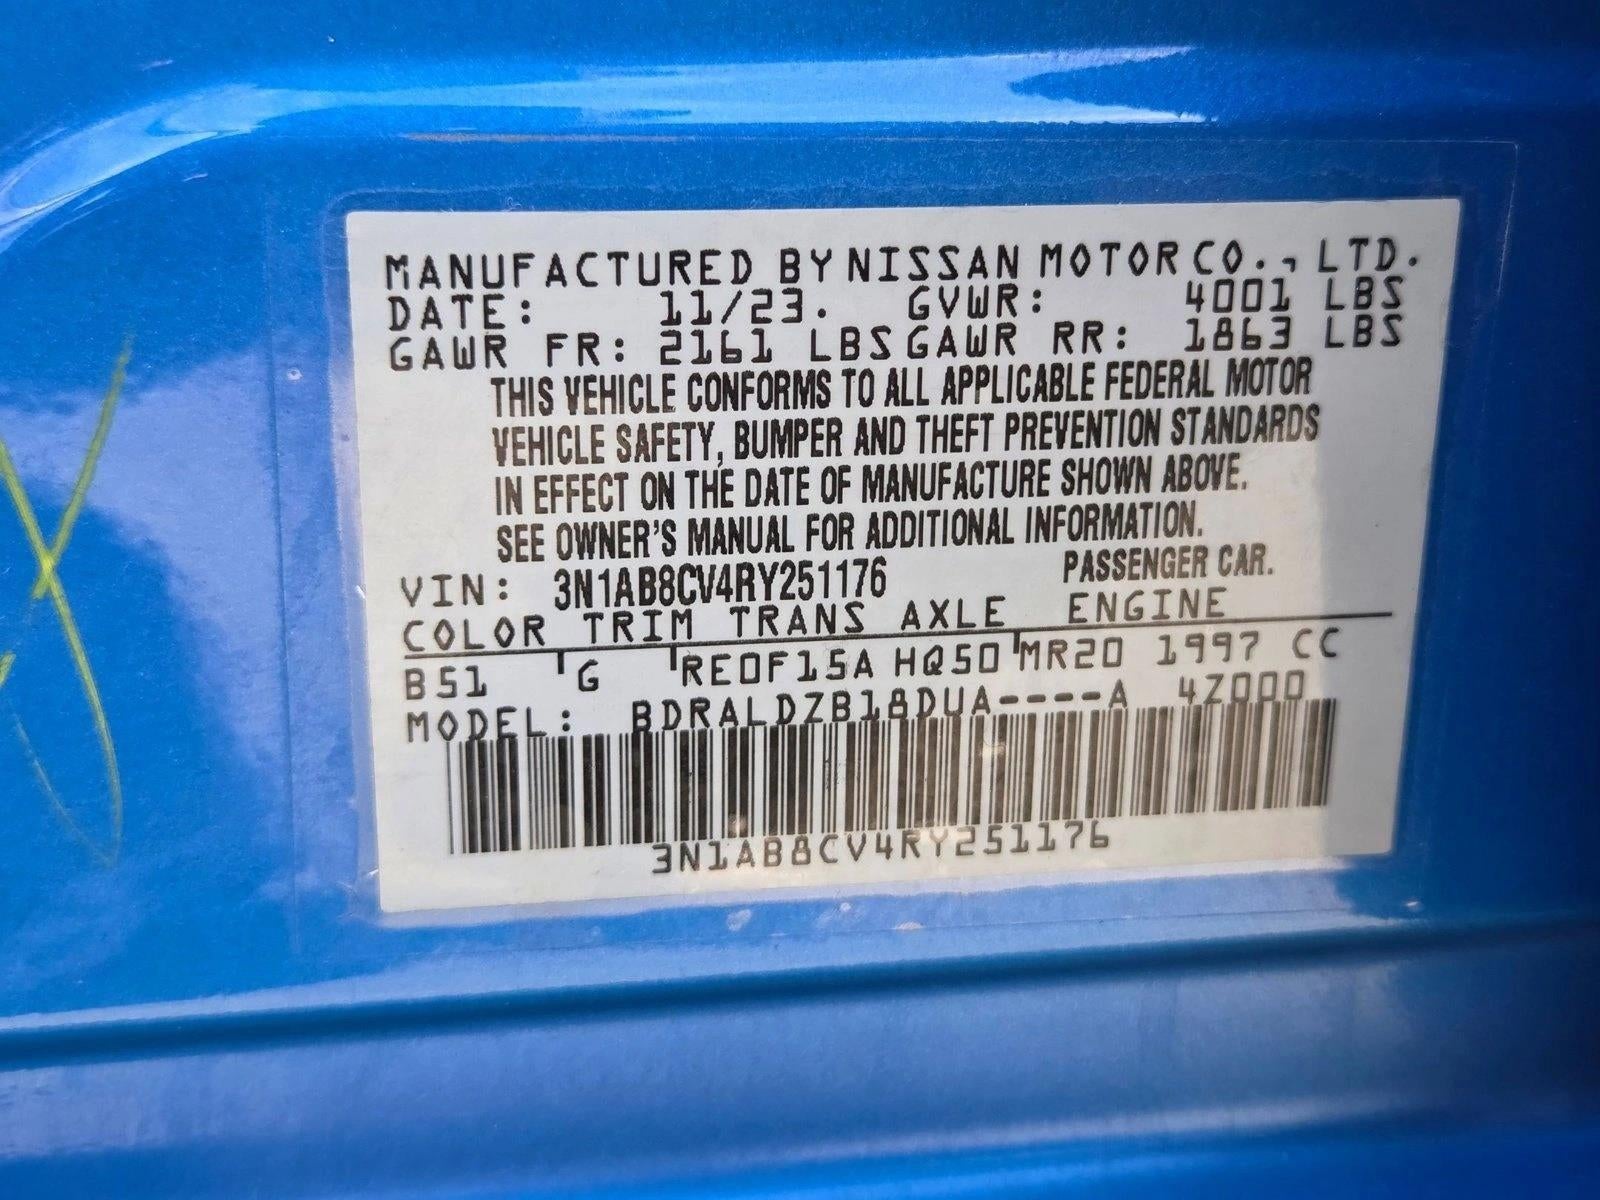 MANUFACTURED BY NISSAN MOTOR CO., LTD.
DATE: 11/23. GVWR: 4001 LBS
GAWR FR: 2161 LBS GAWR RR: 1863 LBS
THIS VEHICLE CONFORMS TO ALL APPLICABLE FEDERAL MOTOR
VEHICLE SAFETY, BUMPER AND THEFT PREVENTION STANDARDS
IN EFFECT ON THE DATE OF MANUFACTURE SHOWN ABOVE.
SEE OWNER'S MANUAL FOR ADDITIONAL INFORMATION.
VIN: 3N1AB8CV4RY251176 PASSENGER CAR.
COLOR TRIM TRANS AXLE ENGINE
B51 G RE0F15A HQ50 MR20 1997 CC
MODEL: BDRALDZB18DUA----A 4Z000
3N1AB8CV4RY251176